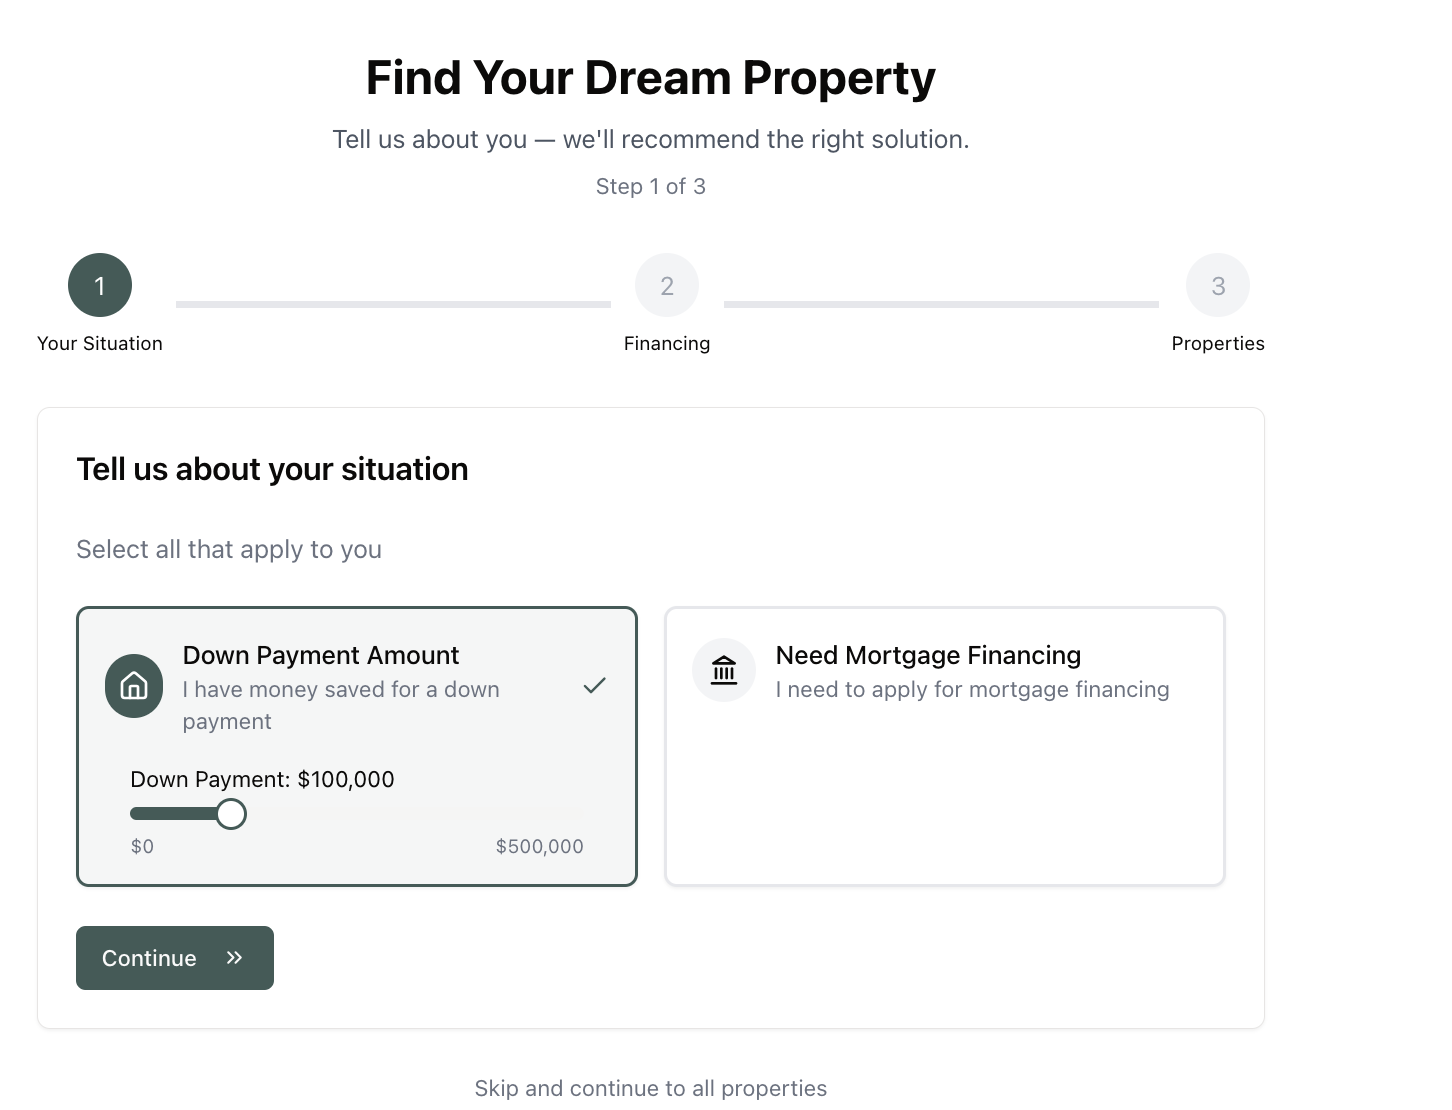 Find Your Dream Property
Tell us about you — we'll recommend the right solution.
Step 1 of 3
1
2
3
Your Situation
Financing
Properties
Tell us about your situation
Select all that apply to you
Down Payment Amount
I have money saved for a down
payment
Down Payment: $100,000
$0
$500,000
Need Mortgage Financing
I need to apply for mortgage financing
Continue
Skip and continue to all properties